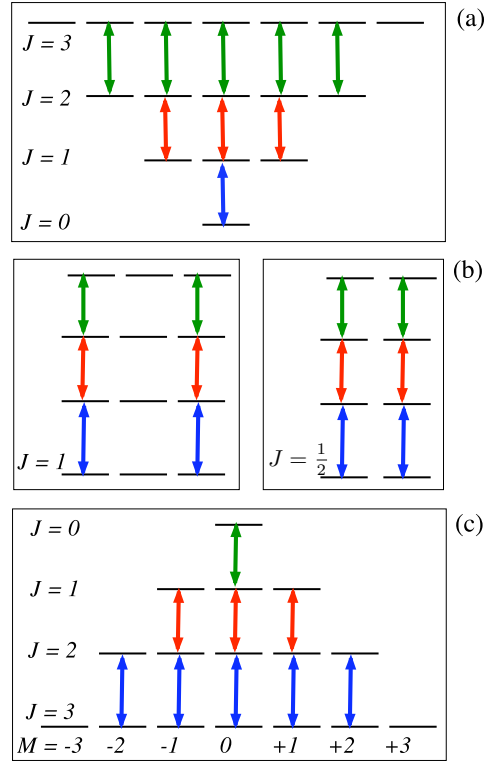 (a)
J = 3
J = 2
J = 1
J = 0
(b)
J = 1
J = 1/2
(c)
J = 0
J = 1
J = 2
J = 3
M = -3 -2 -1 0 +1 +2 +3